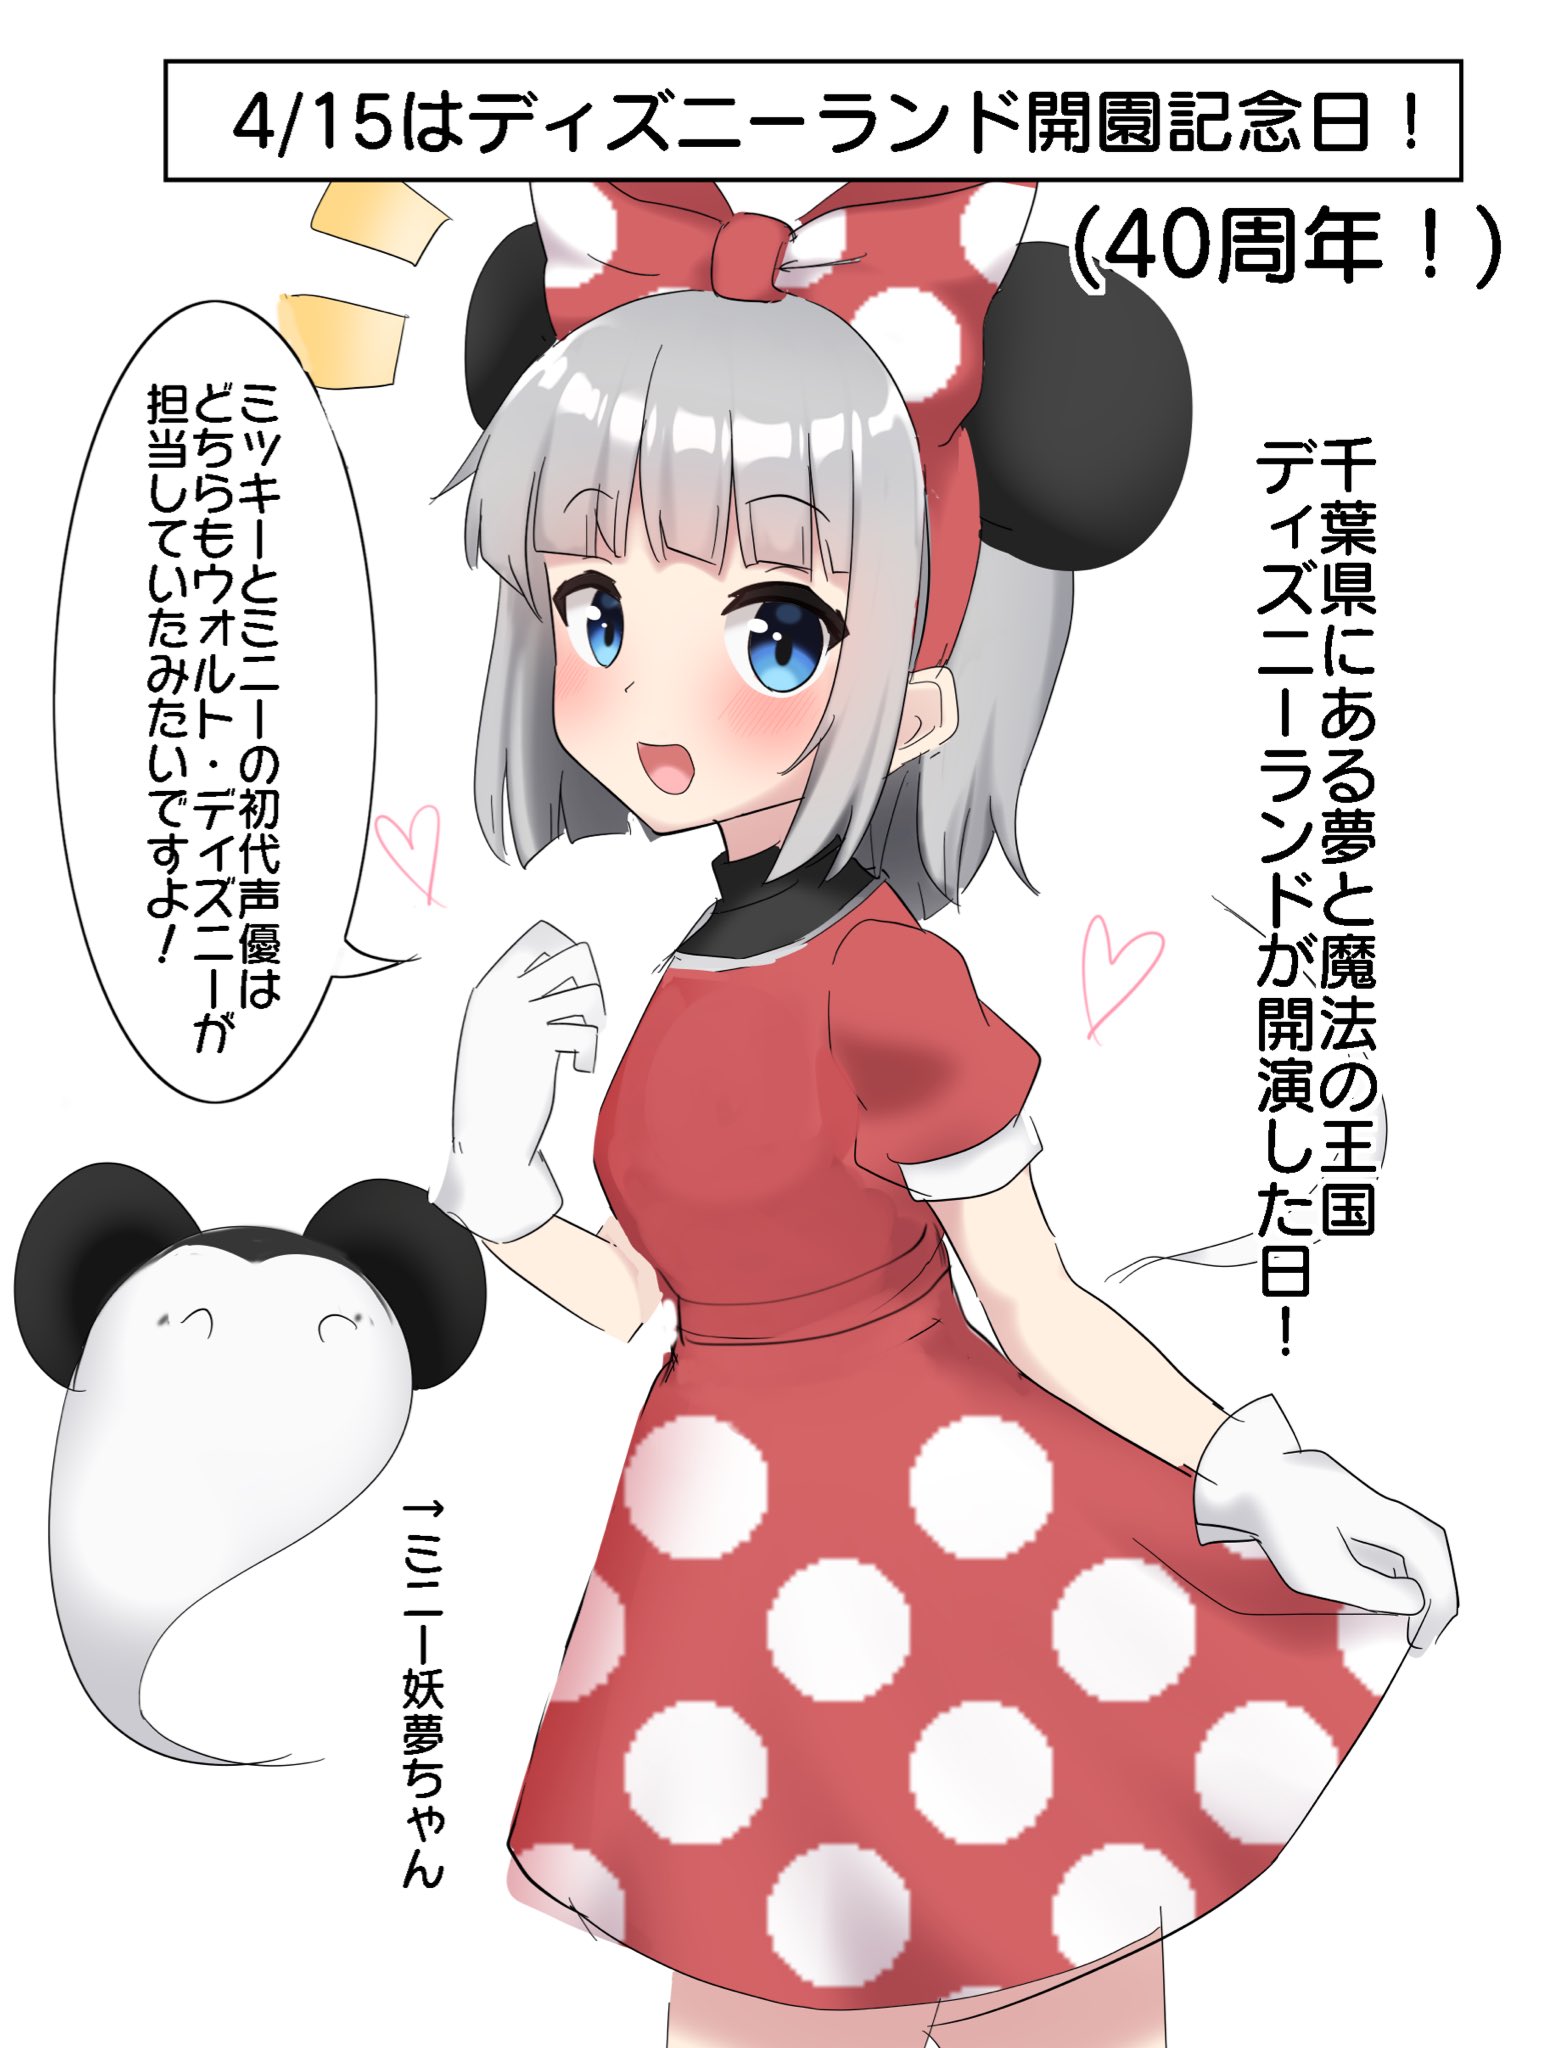 4/15はディズニーランド開園記念日！
(40周年！)
千葉県にある夢と魔法の王国
ディズニーランドが開演した日！
ミッキーとミニーの初代声優は
どちらもウォルト・ディズニーが
担当していたみたいですよ！
→ミニー妖夢ちゃん